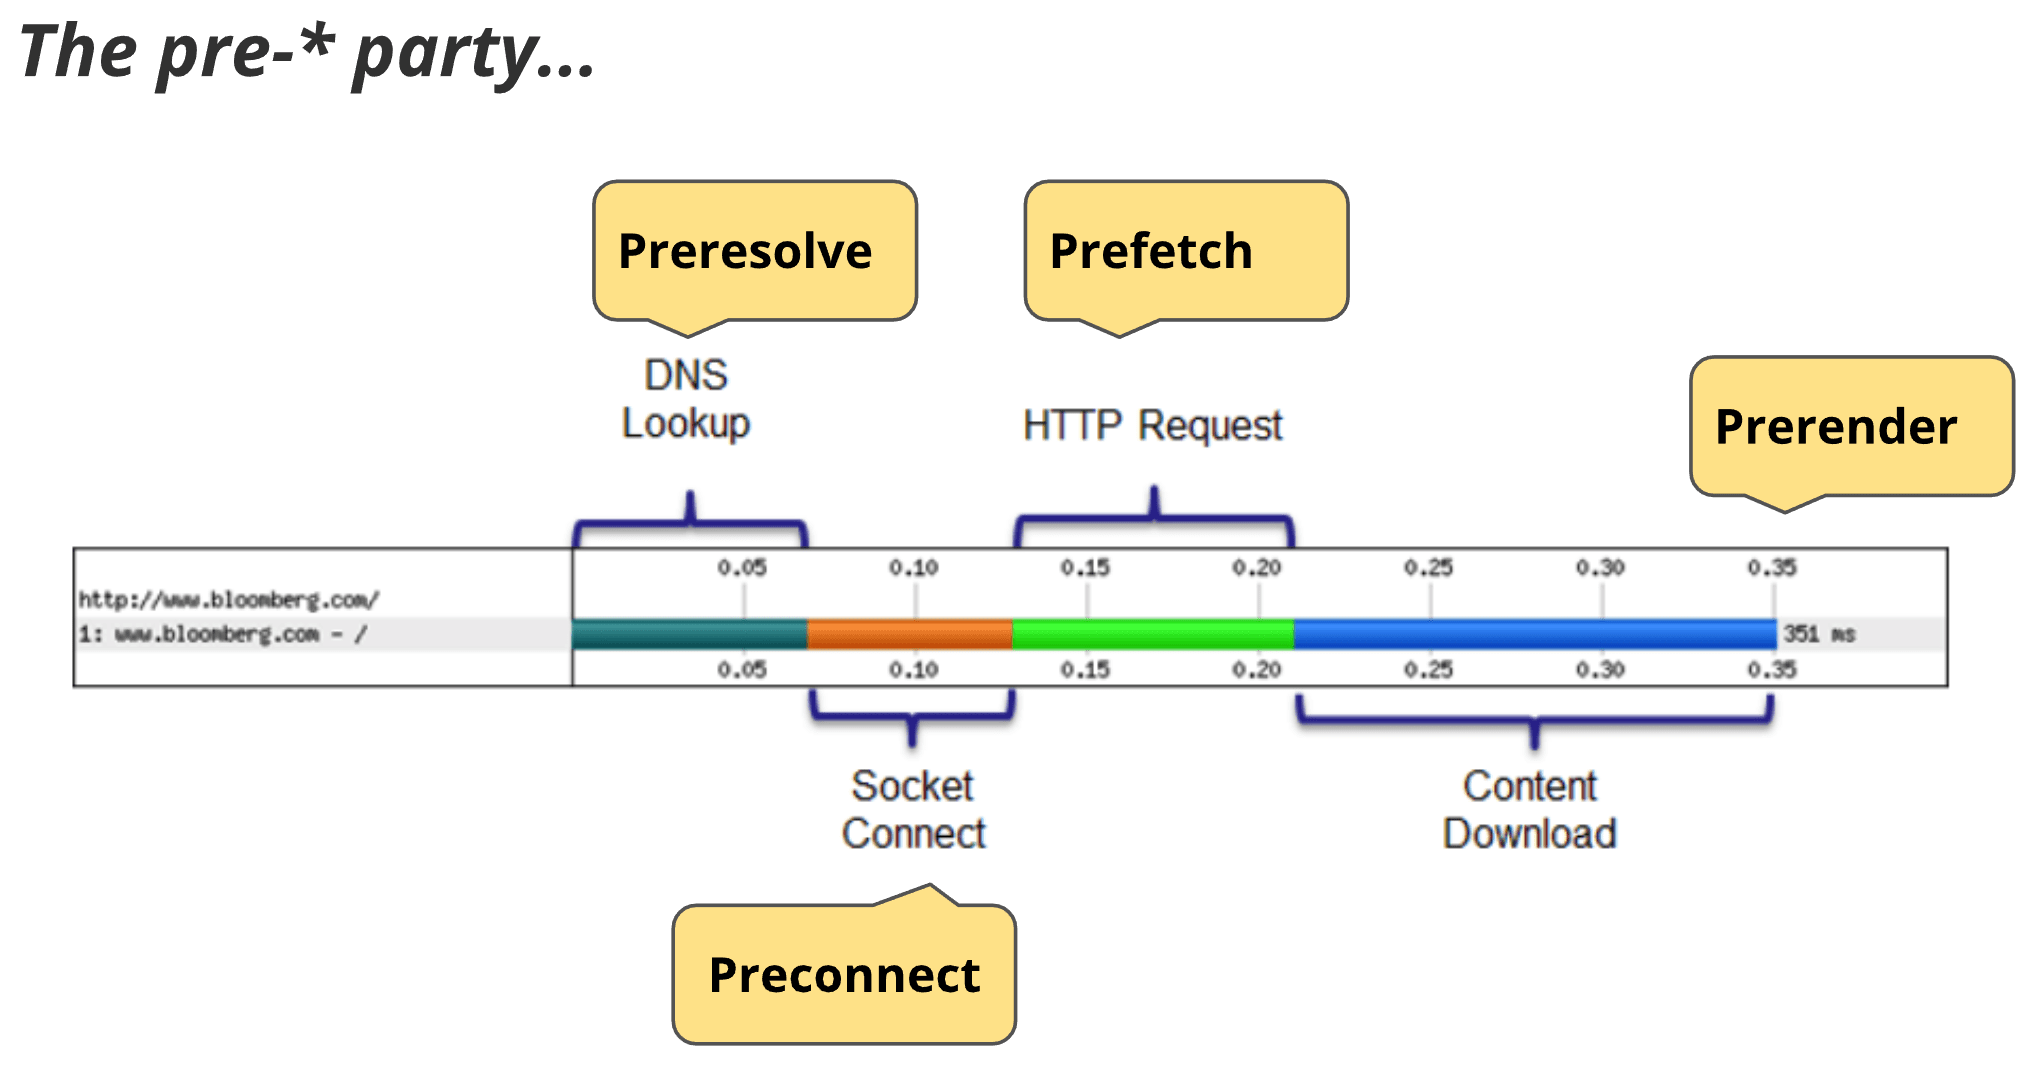 The pre-* party...
Preresolve
Prefetch
DNS
Lookup
HTTP Request
Prerender
0.05 0.10 0.15 0.20 0.25 0.30 0.35
http://www.bloomberg.com/
1: www.bloomberg.com - /
351 ms
0.05 0.10 0.15 0.20 0.25 0.30 0.35
Socket
Connect
Content
Download
Preconnect